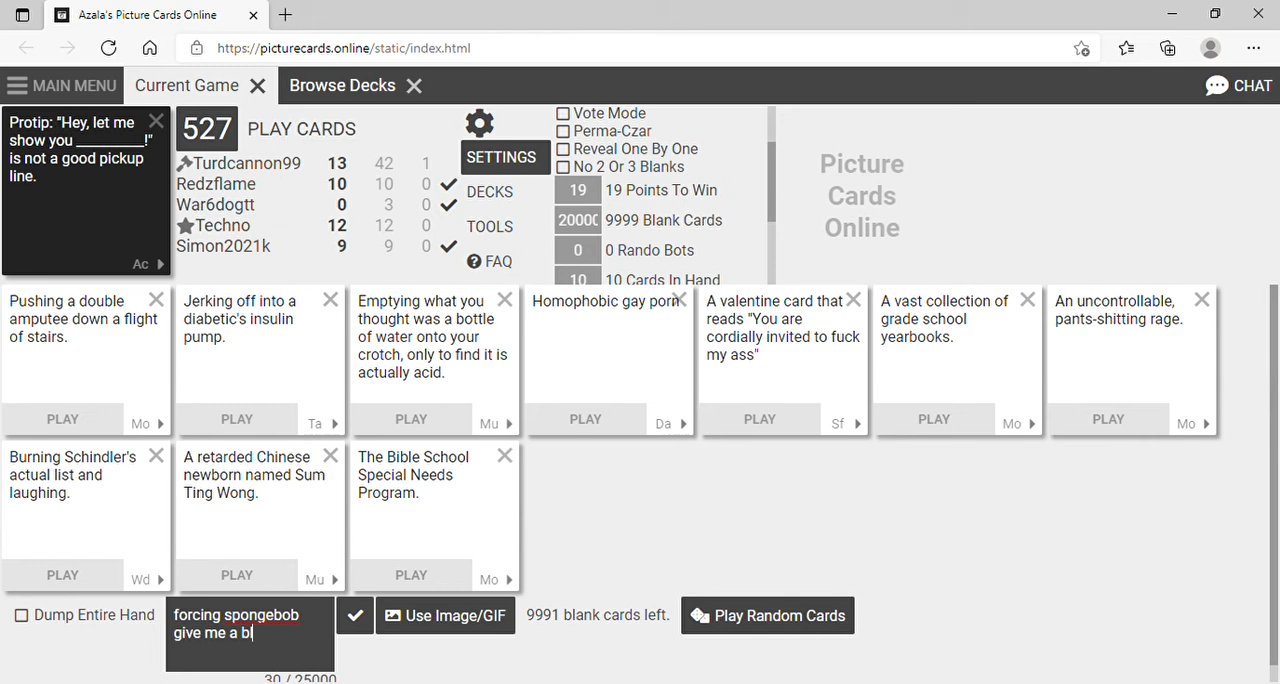 Azala's Picture Cards Online
https://picturecards.online/static/index.html
MAIN MENU
Current Game
Browse Decks
CHAT
Protip: "Hey, let me
show you _________!"
is not a good pickup
line.
Ac
527 PLAY CARDS
Turdcannon99 13 42 1
Redzflame 10 10 0
War6dogtt 0 3 0
Techno 12 12 0
Simon2021k 9 9 0
SETTINGS
DECKS
TOOLS
FAQ
Vote Mode
Perma-Czar
Reveal One By One
No 2 Or 3 Blanks
19 19 Points To Win
20000 9999 Blank Cards
0 0 Rando Bots
10 10 Cards In Hand
Picture
Cards
Online
Pushing a double
amputee down a flight
of stairs.
PLAY Mo
Jerking off into a
diabetic's insulin
pump.
PLAY Ta
Emptying what you
thought was a bottle
of water onto your
crotch, only to find it is
actually acid.
PLAY Mu
Homophobic gay porn
PLAY Da
A valentine card that
reads "You are
cordially invited to fuck
my ass"
PLAY Sf
A vast collection of
grade school
yearbooks.
PLAY Mo
An uncontrollable,
pants-shitting rage.
PLAY Mo
Burning Schindler's
actual list and
laughing.
PLAY Wd
A retarded Chinese
newborn named Sum
Ting Wong.
PLAY Mu
The Bible School
Special Needs
Program.
PLAY Mo
Dump Entire Hand
forcing spongebob
give me a bl
30 / 25000
Use Image/GIF
9991 blank cards left.
Play Random Cards